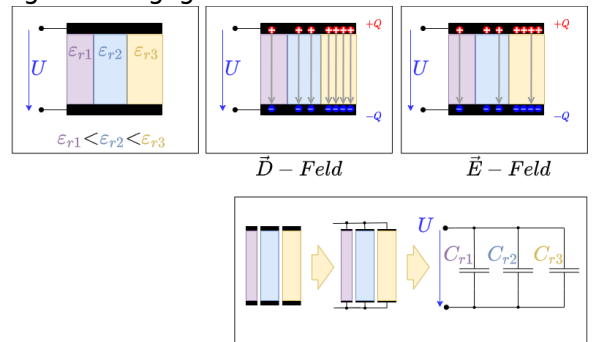 U
εr1 εr2 εr3
εr1<εr2<εr3
U
+Q
−Q
D⃗ − Feld
U
+Q
−Q
E⃗ − Feld
U
Cr1 Cr2 Cr3